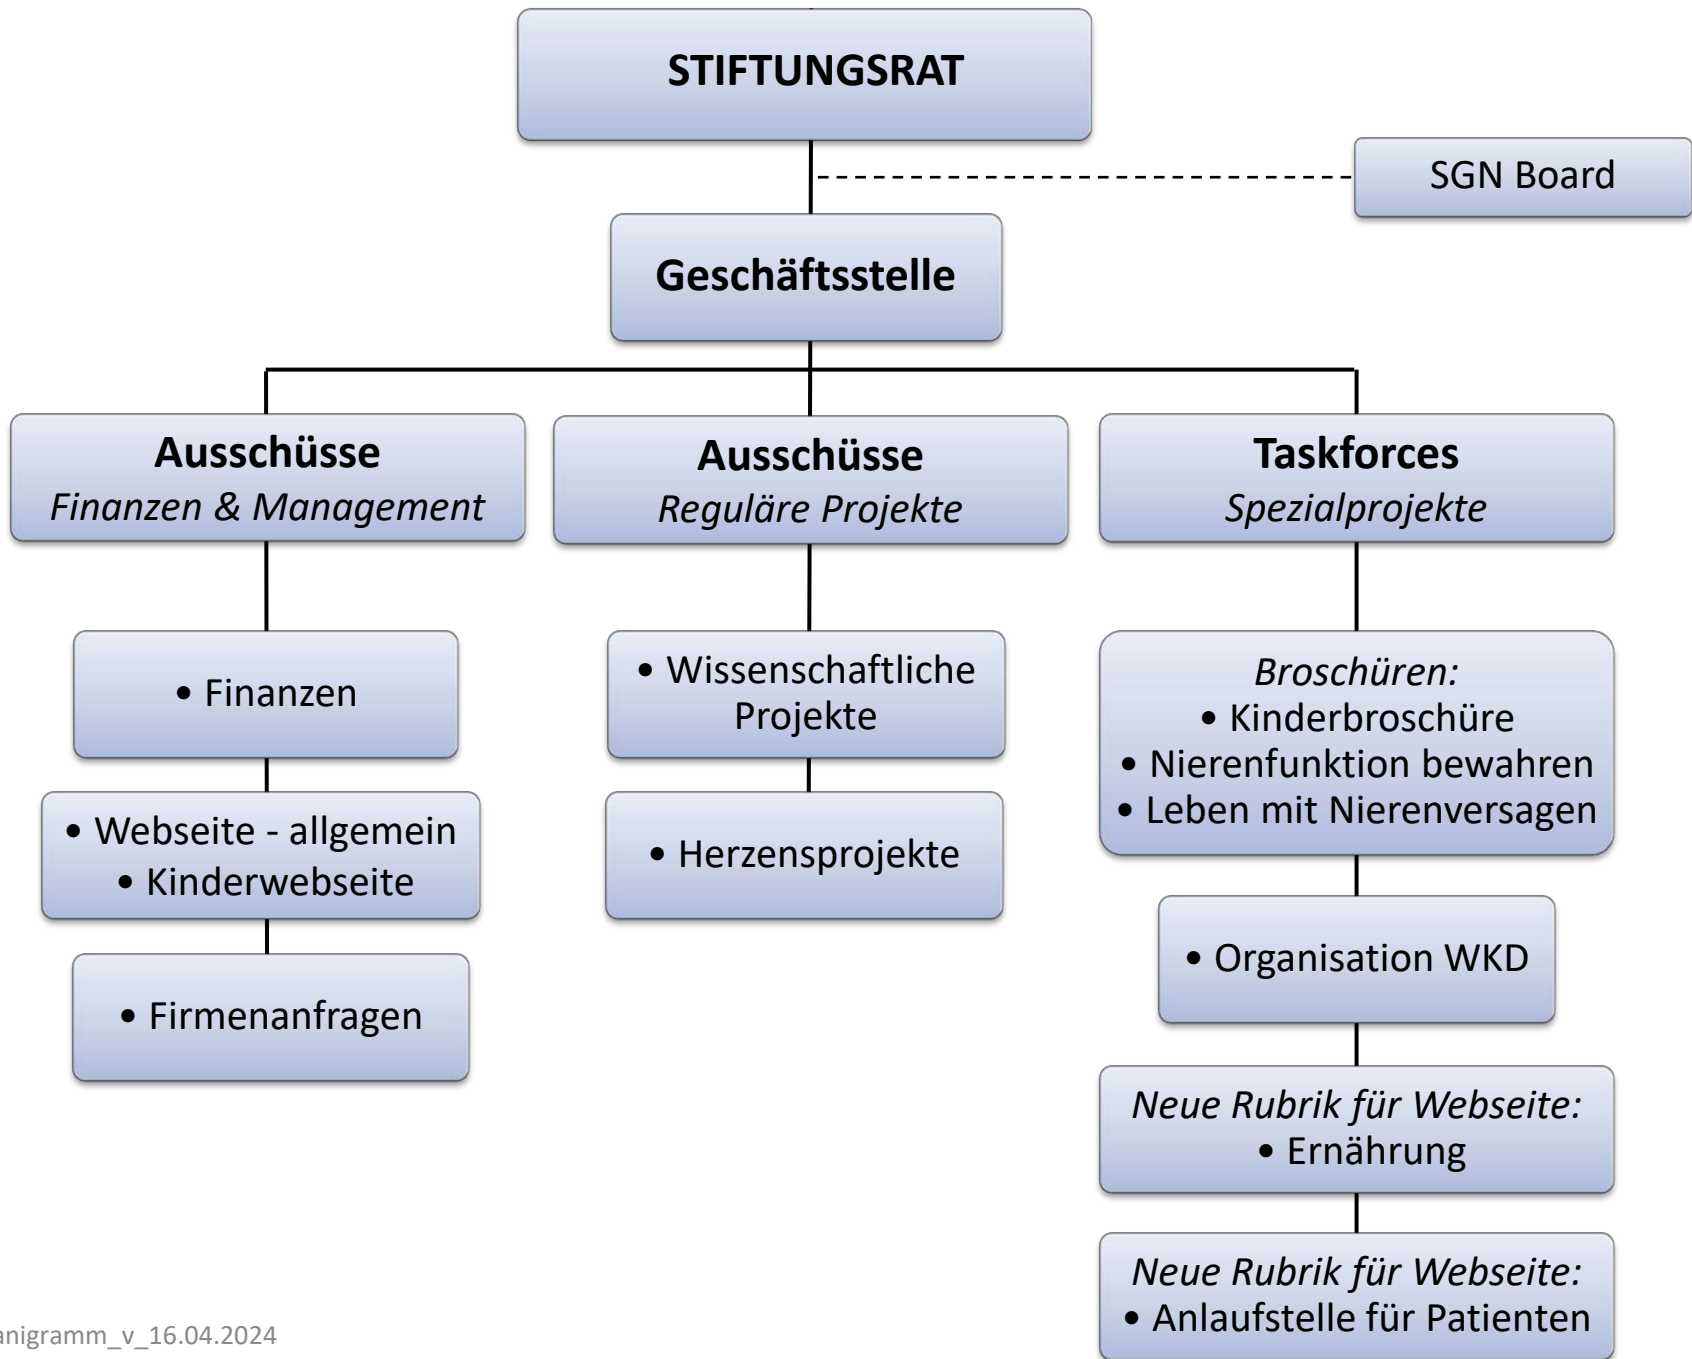 STIFTUNGSRAT
SGN Board
Geschäftsstelle
Ausschüsse
Finanzen & Management
• Finanzen
• Webseite - allgemein
• Kinderwebseite
• Firmenanfragen
Ausschüsse
Reguläre Projekte
• Wissenschaftliche
Projekte
• Herzensprojekte
Taskforces
Spezialprojekte
Broschüren:
• Kinderbroschüre
• Nierenfunktion bewahren
• Leben mit Nierenversagen
• Organisation WKD
Neue Rubrik für Webseite:
• Ernährung
Neue Rubrik für Webseite:
• Anlaufstelle für Patienten
anigramm_v_16.04.2024